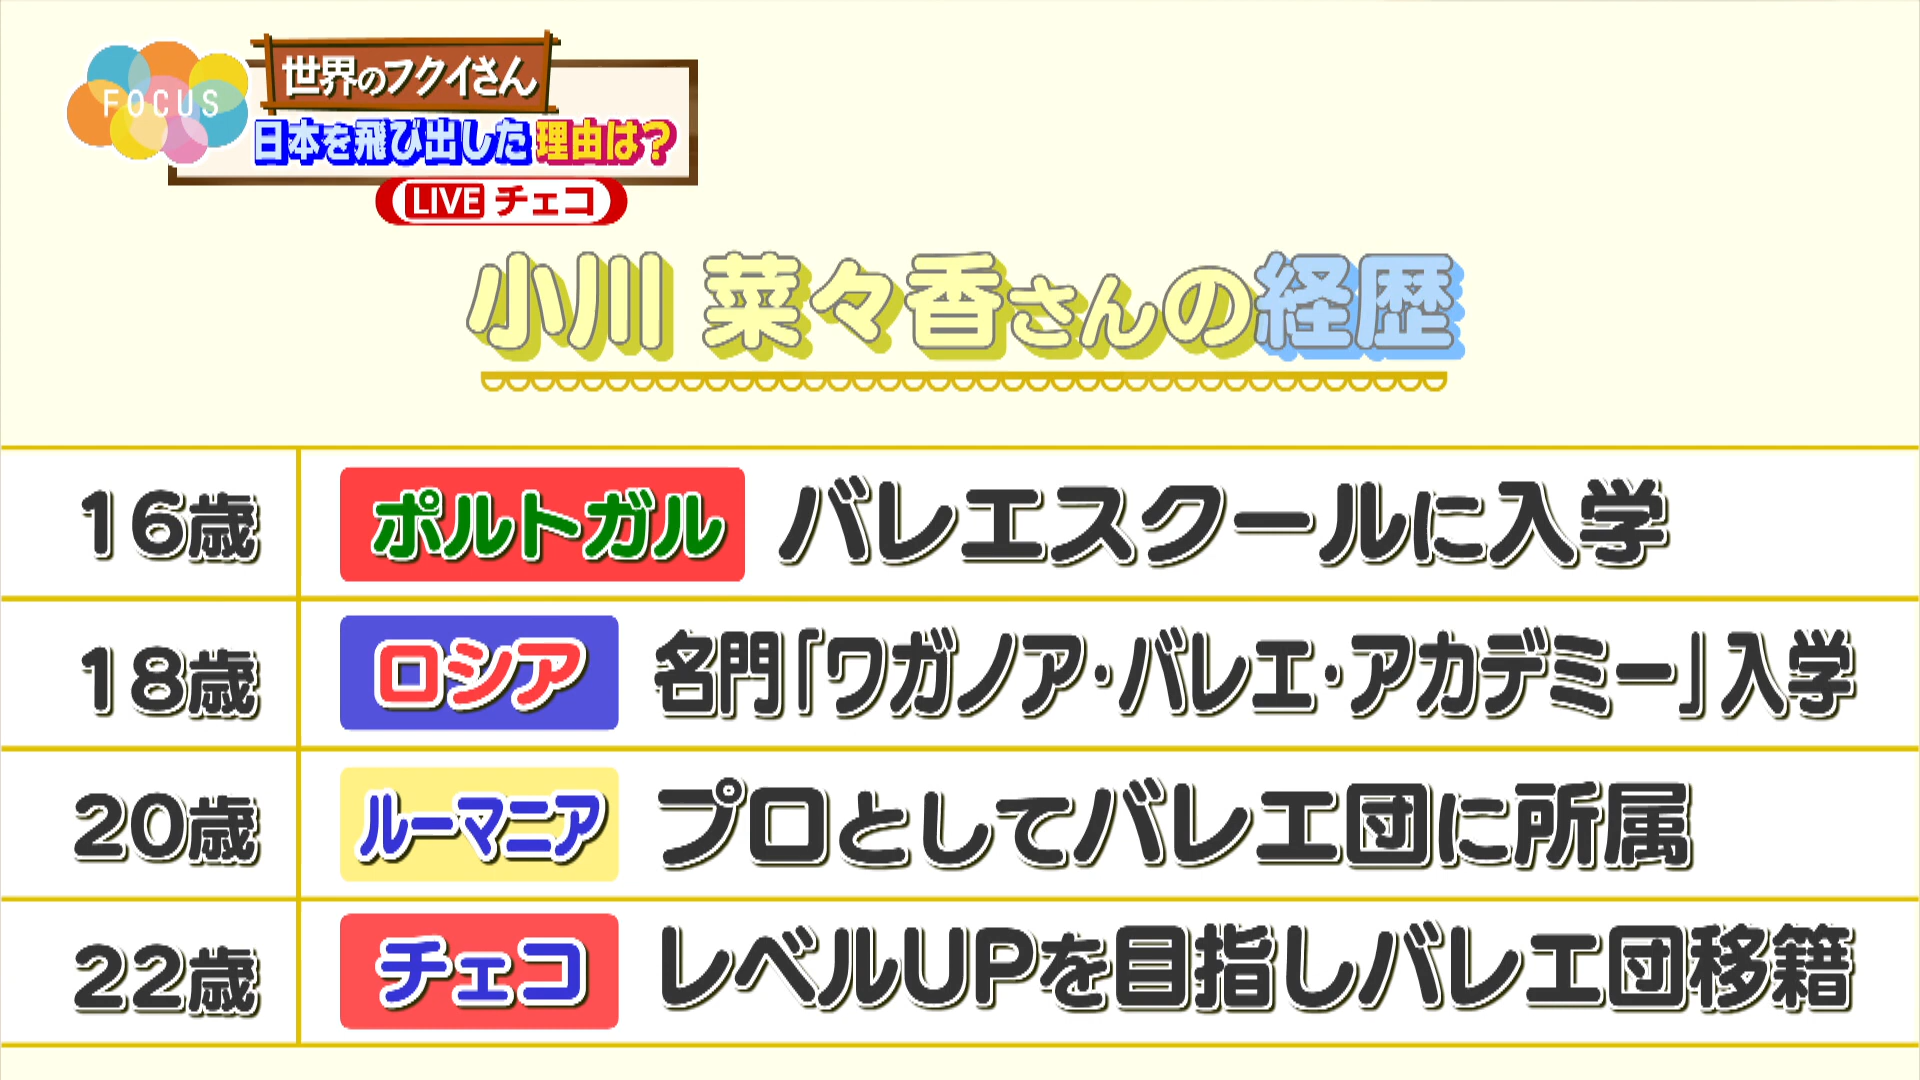 FOCUS
世界のフクイさん
日本を飛び出した理由は？
LIVE チェコ
小川 菜々香さんの経歴
16歳 ポルトガル バレエスクールに入学
18歳 ロシア 名門「ワガノア・バレエ・アカデミー」入学
20歳 ルーマニア プロとしてバレエ団に所属
22歳 チェコ レベルUPを目指しバレエ団移籍